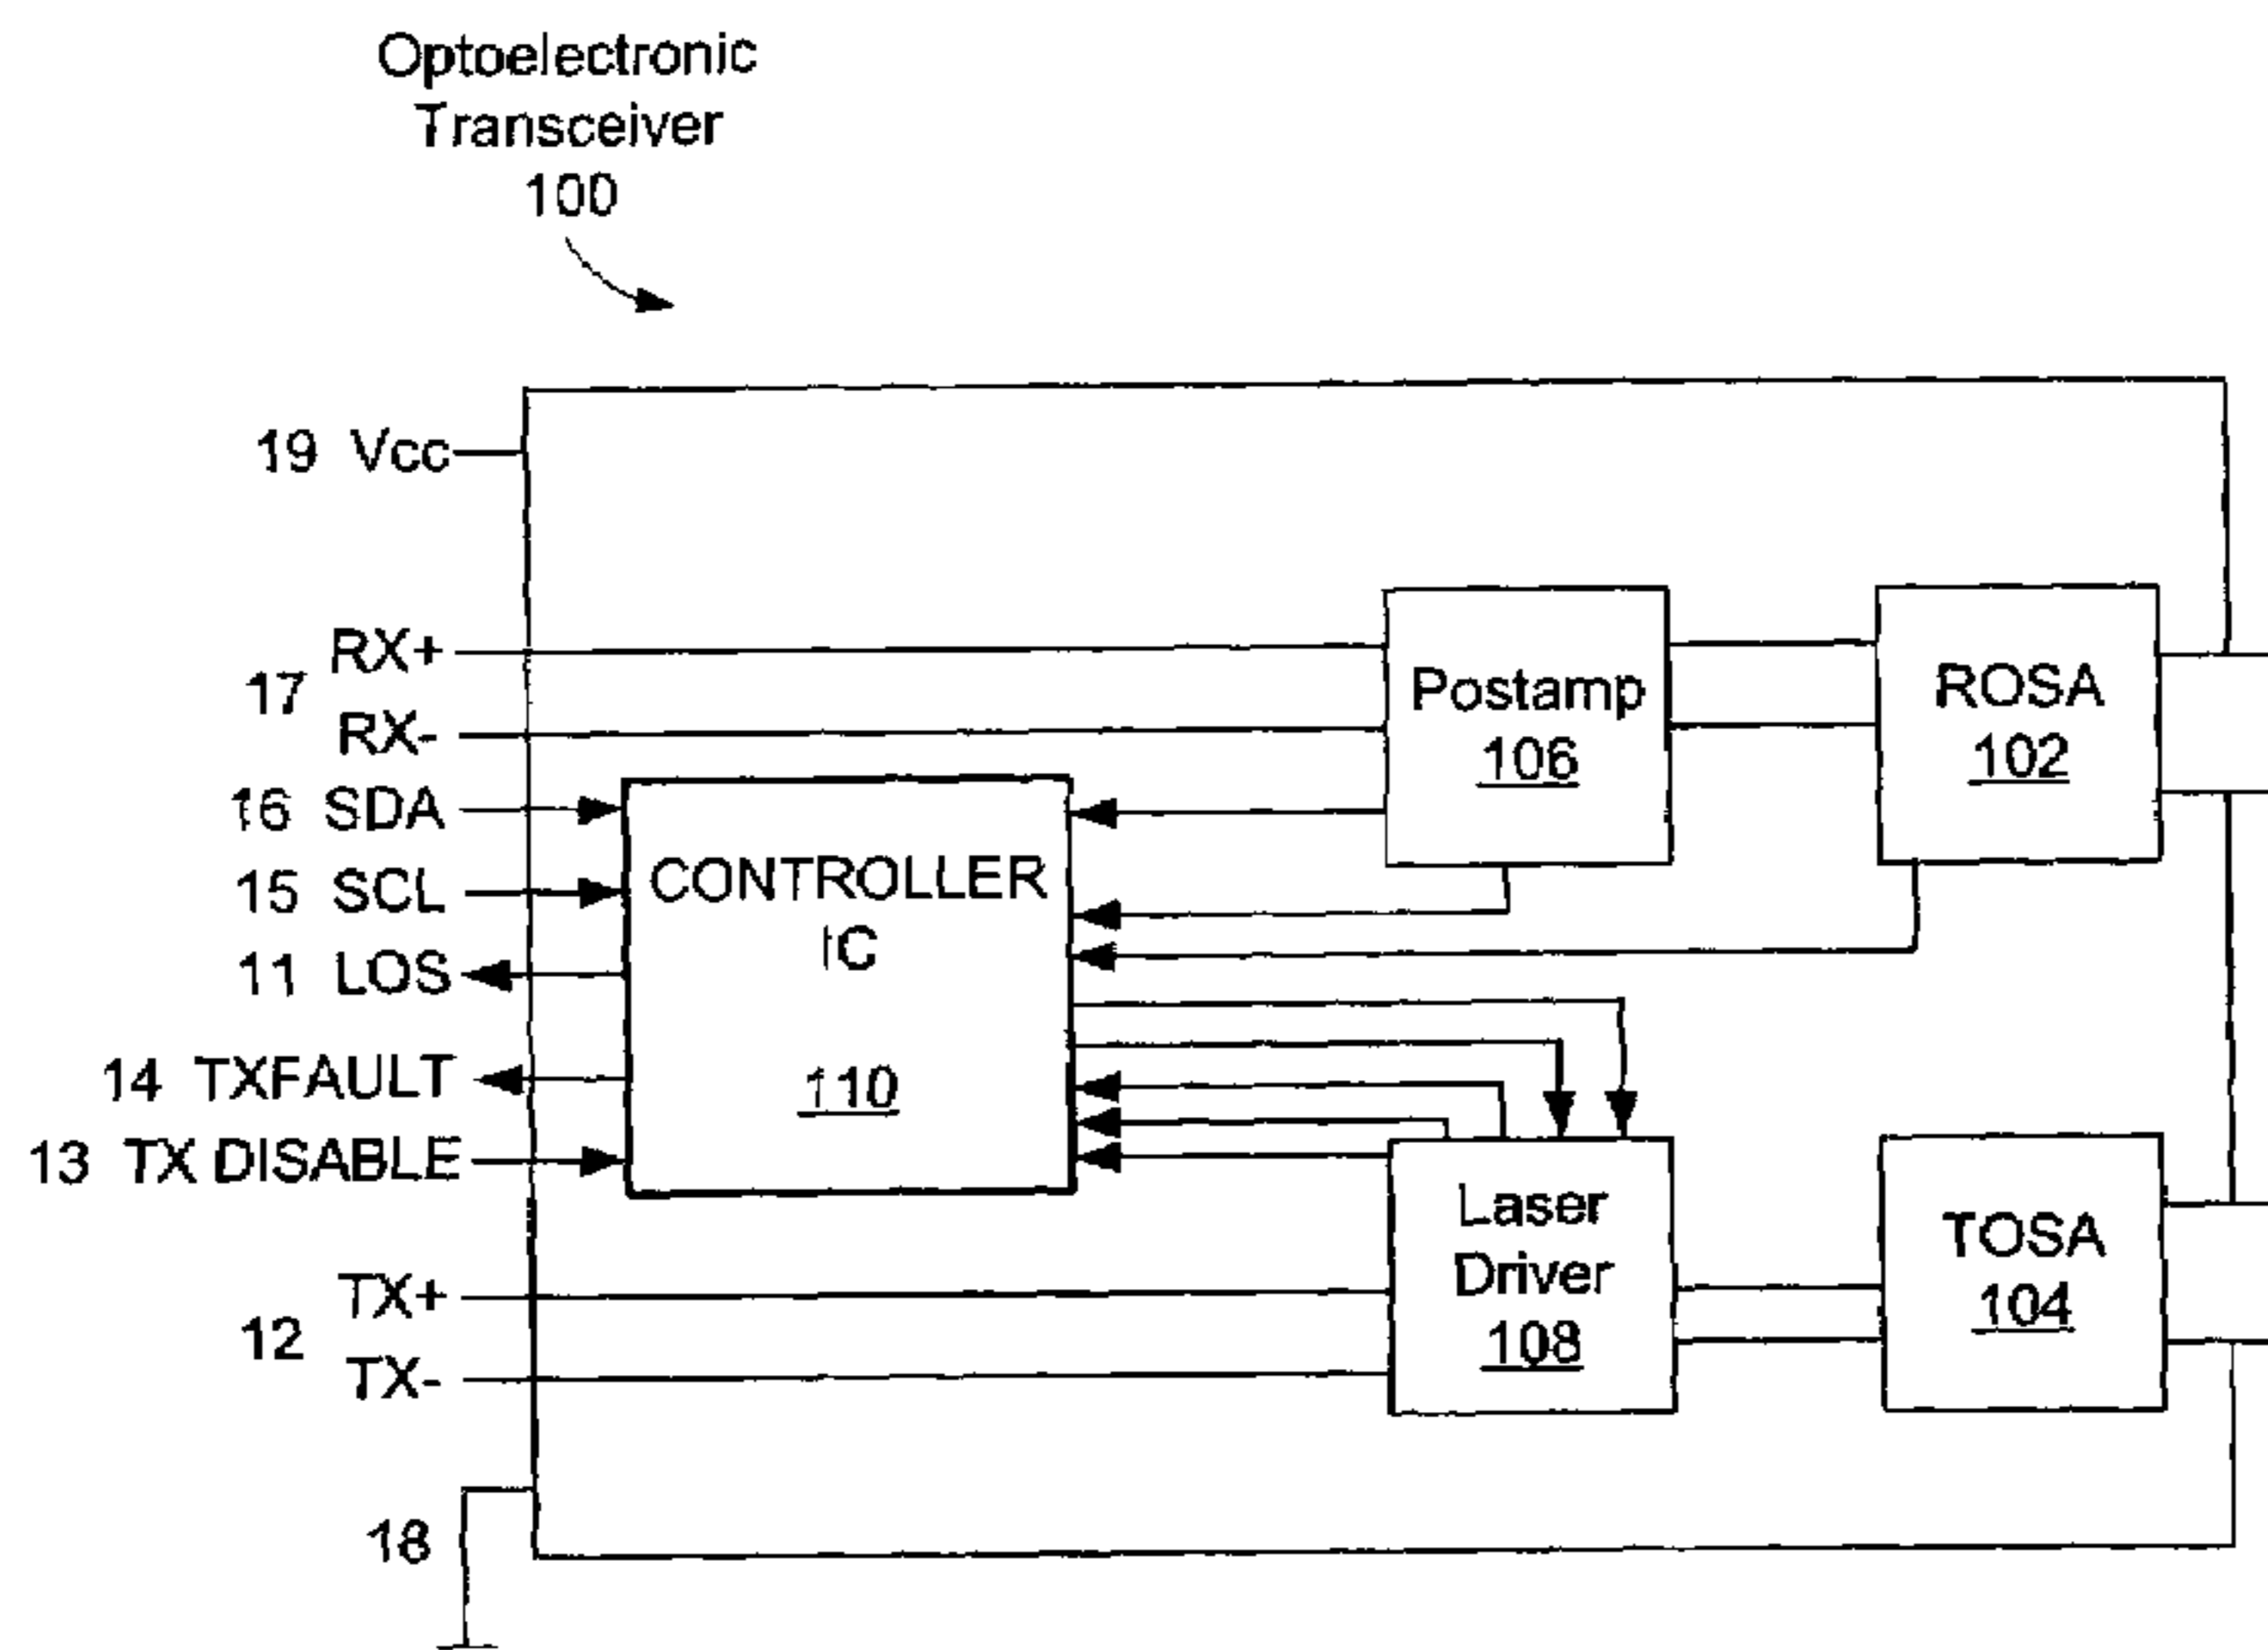 Optoelectronic
Transceiver
100
19 Vcc
RX+
17
RX-
16 SDA
15 SCL
11 LOS
14 TXFAULT
13 TX DISABLE
TX+
12
TX-
18
CONTROLLER
IC
110
Postamp
106
ROSA
102
Laser
Driver
108
TOSA
104